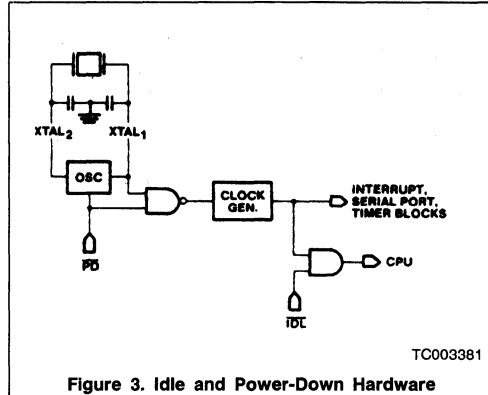 XTAL2 XTAL1
OSC
CLOCK
GEN.
INTERRUPT,
SERIAL PORT,
TIMER BLOCKS
PD
CPU
IDL
TC003381
Figure 3. Idle and Power-Down Hardware